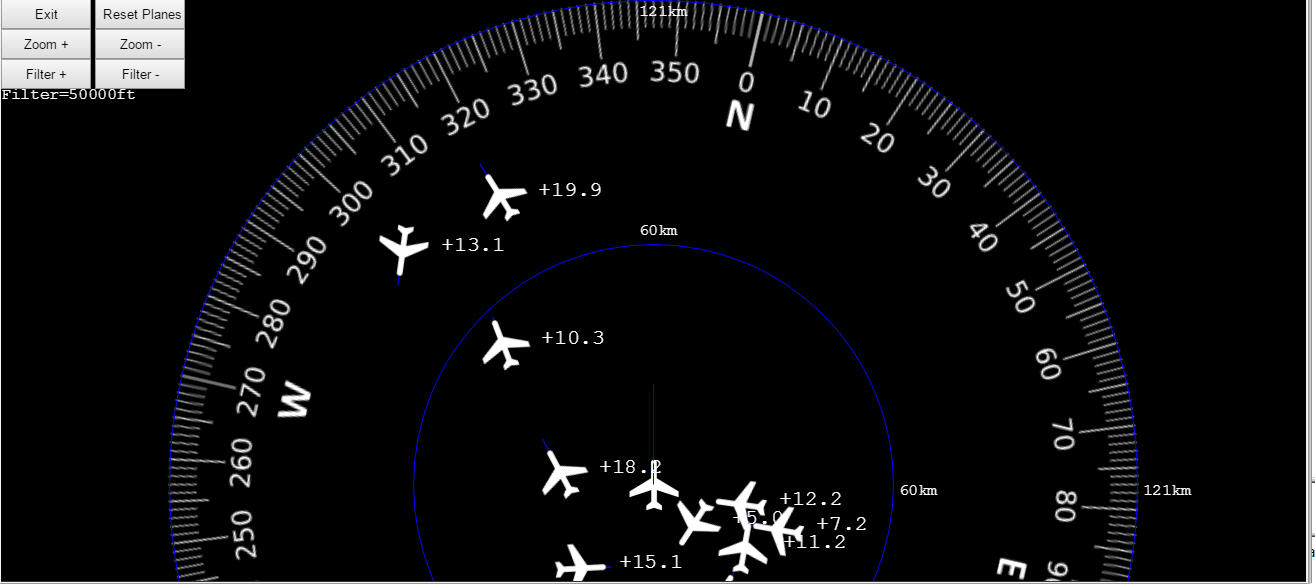 Exit
Reset Planes
Zoom +
Zoom -
Filter +
Filter -
Filter=50000ft
121km
350
0
N
340
10
330
20
320
310
30
300
+19.9
40
+13.1
60km
290
50
280
+10.3
60
270
W
70
260
+18.2
60km
121km
+12.2
80
+5.0
+7.2
250
+11.2
+15.1
E